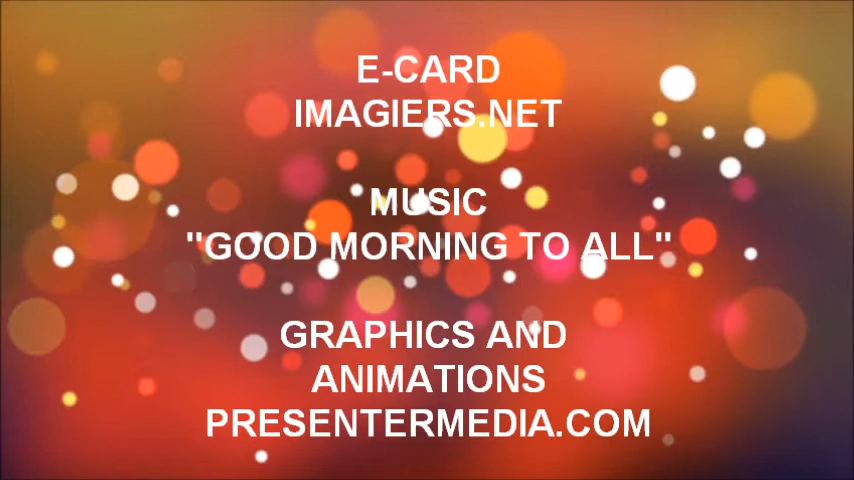 E-CARD
IMAGIERS.NET
MUSIC
"GOOD MORNING TO ALL"
GRAPHICS AND
ANIMATIONS
PRESENTERMEDIA.COM